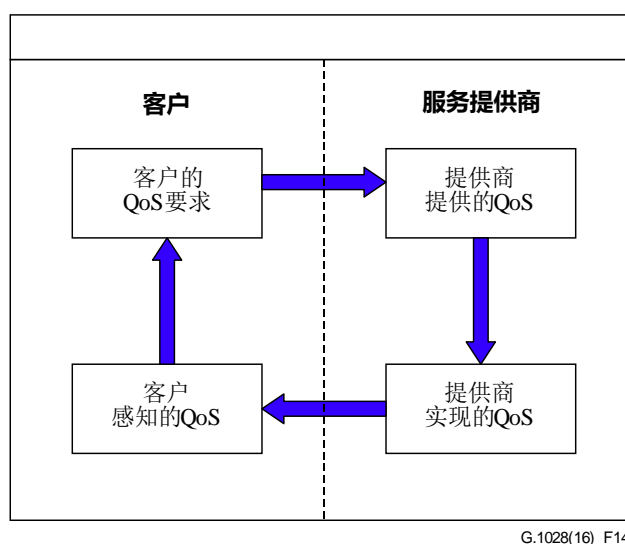 客户
服务提供商
客户的
QoS要求
提供商
提供的QoS
客户
感知的QoS
提供商
实现的QoS
G.1028(16)_F14